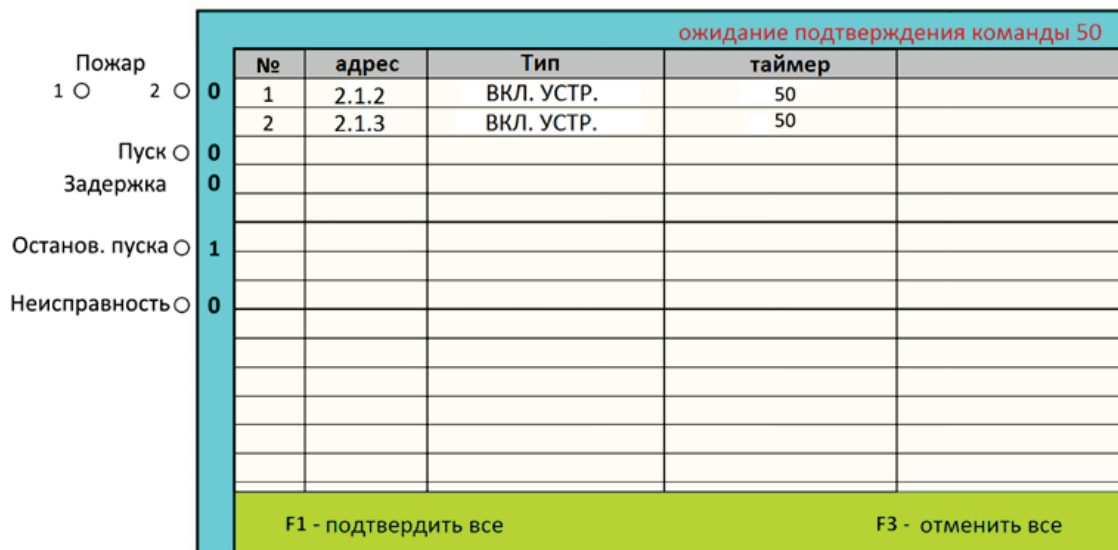 ожидание подтверждения команды 50
Пожар
1 2 0
№ адрес Тип таймер
1 2.1.2 ВКЛ. УСТР. 50
2 2.1.3 ВКЛ. УСТР. 50
Пуск 0
Задержка 0
Останов. пуска 1
Неисправность 0
F1 - подтвердить все F3 - отменить все